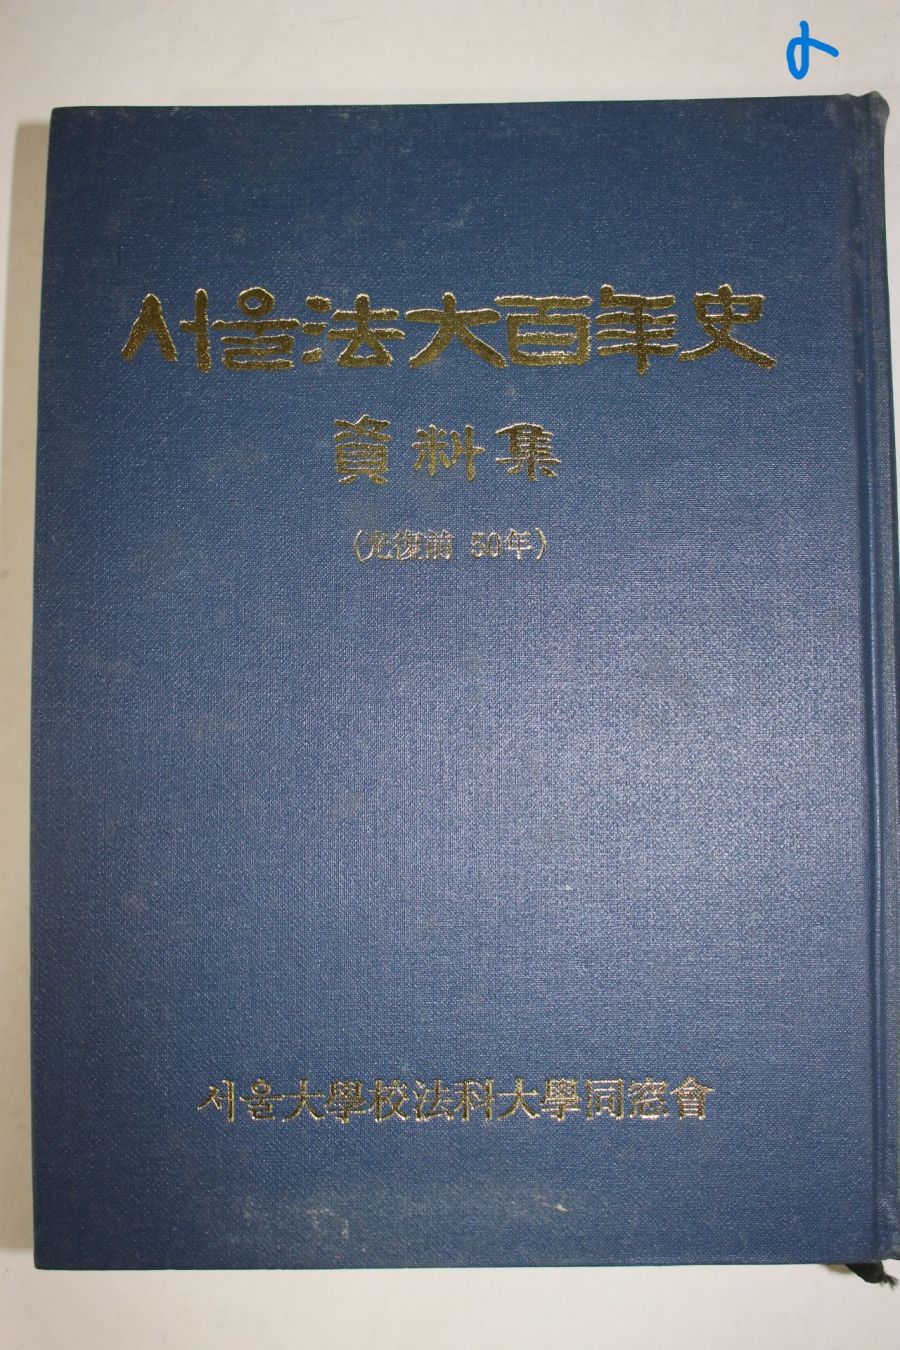 서울法大百年史
資料集
(光復前 50年)
서울大學校法科大學同窓會